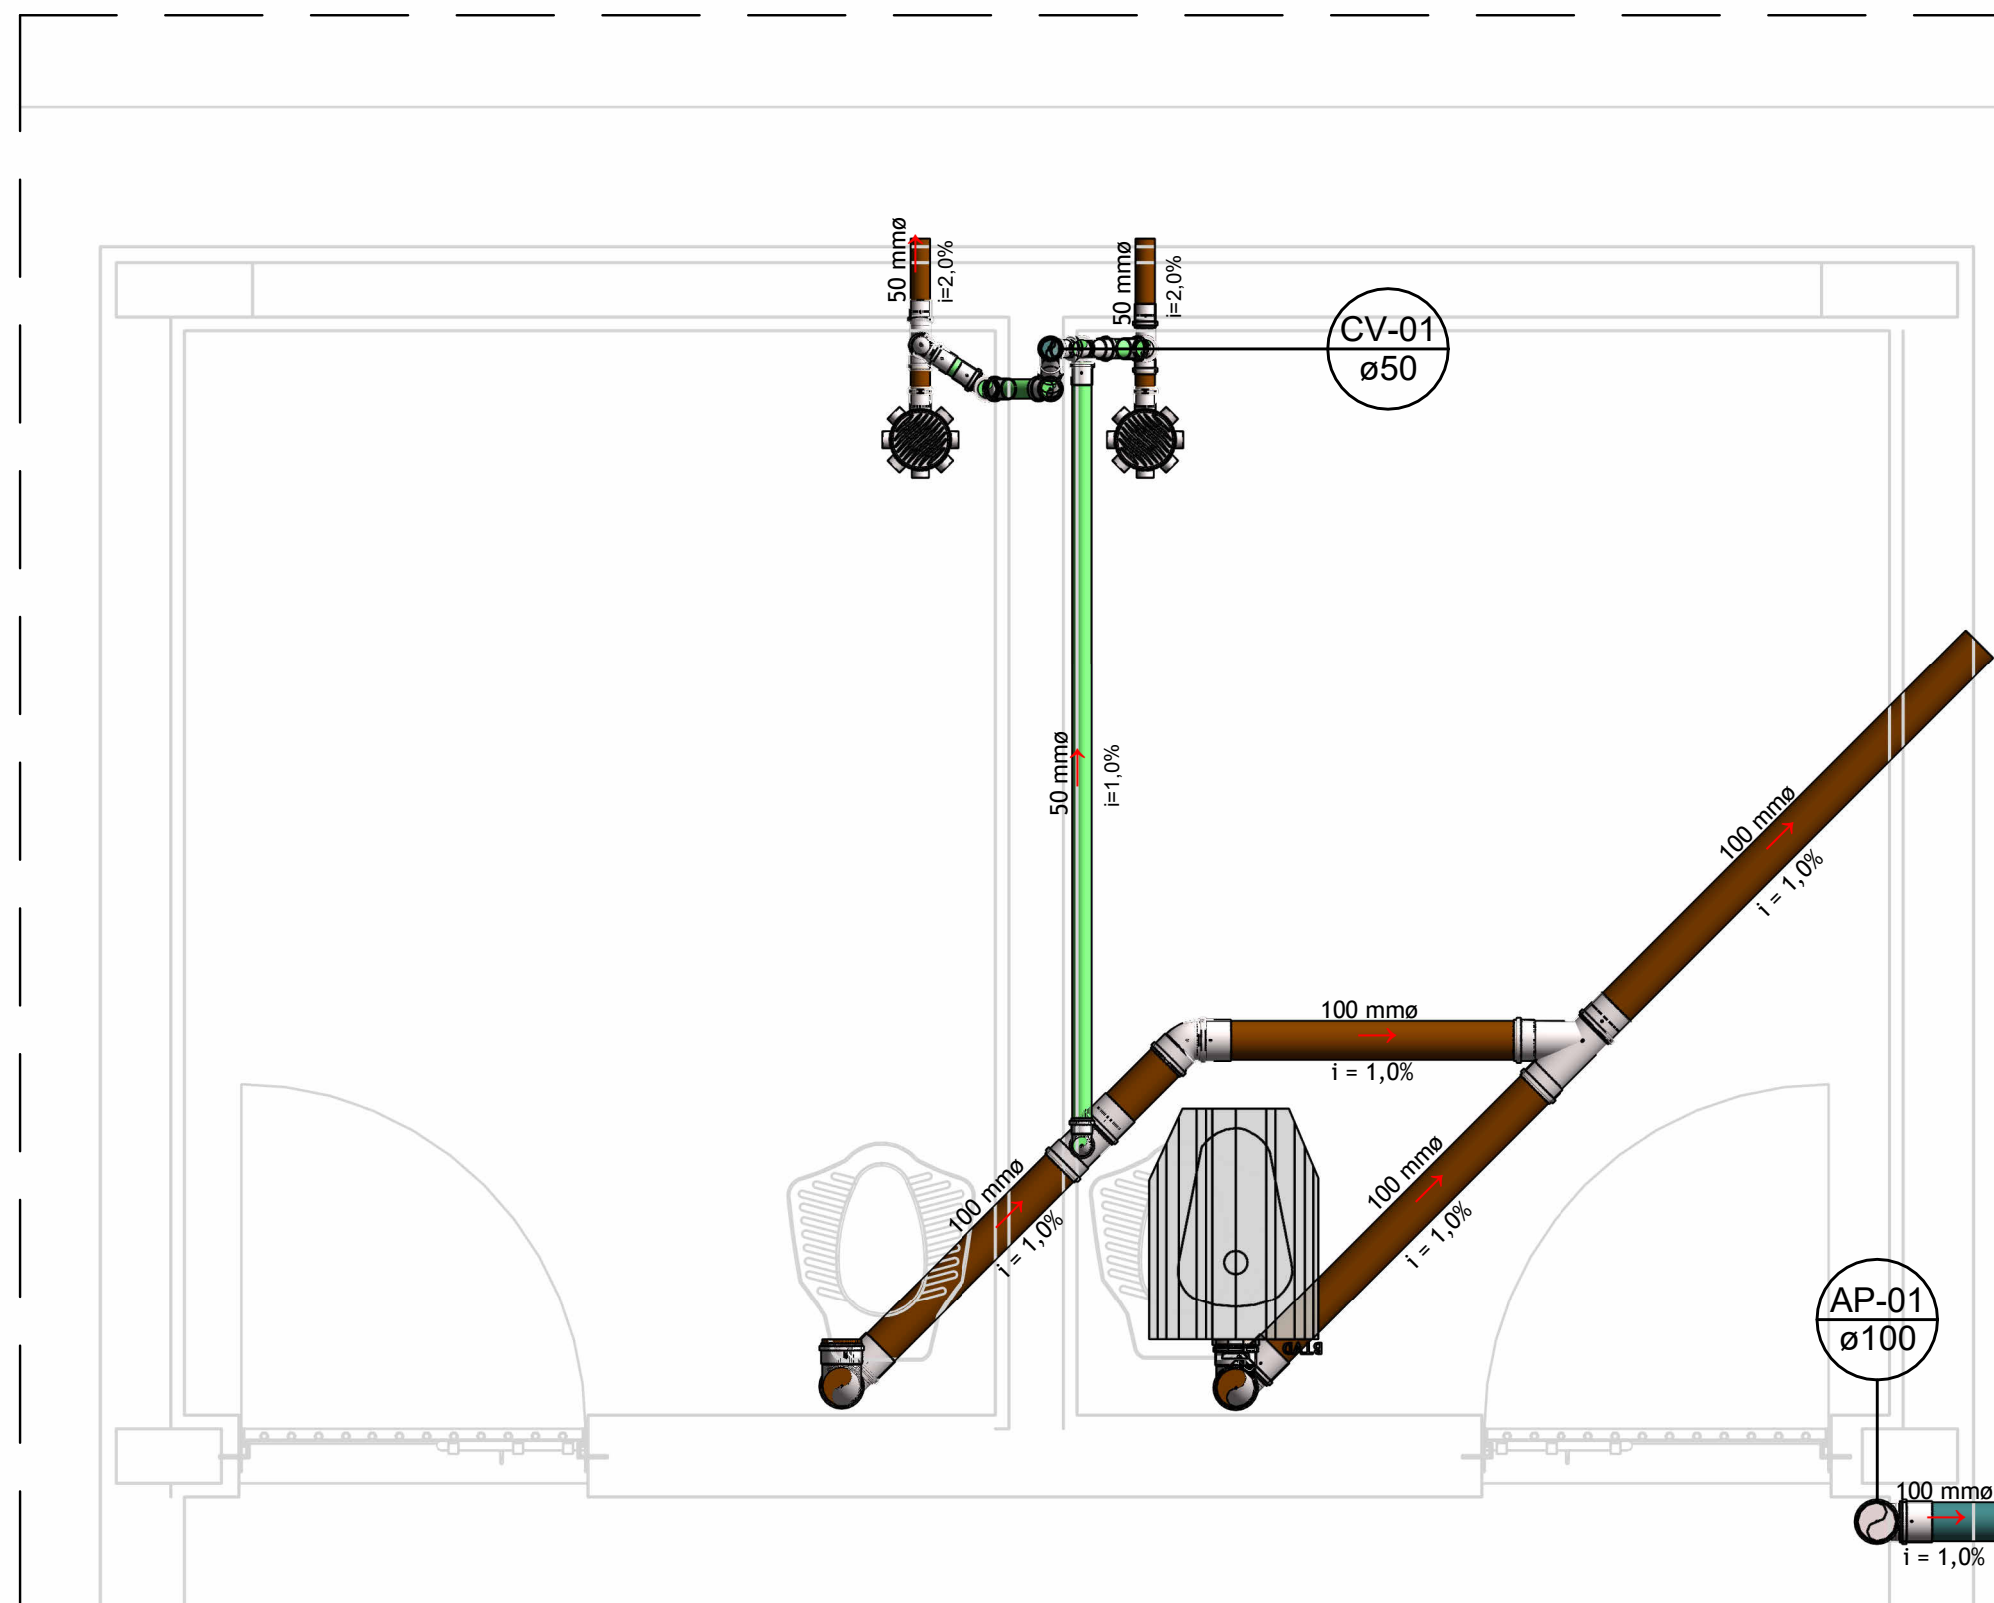 50 mmø
i=2,0%
50 mmø
i=2,0%
CV-01
ø50
50 mmø
i=1,0%
100 mmø
i = 1,0%
100 mmø
i = 1,0%
100 mmø
i = 1,0%
100 mmø
i = 1,0%
AP-01
ø100
100 mmø
i = 1,0%